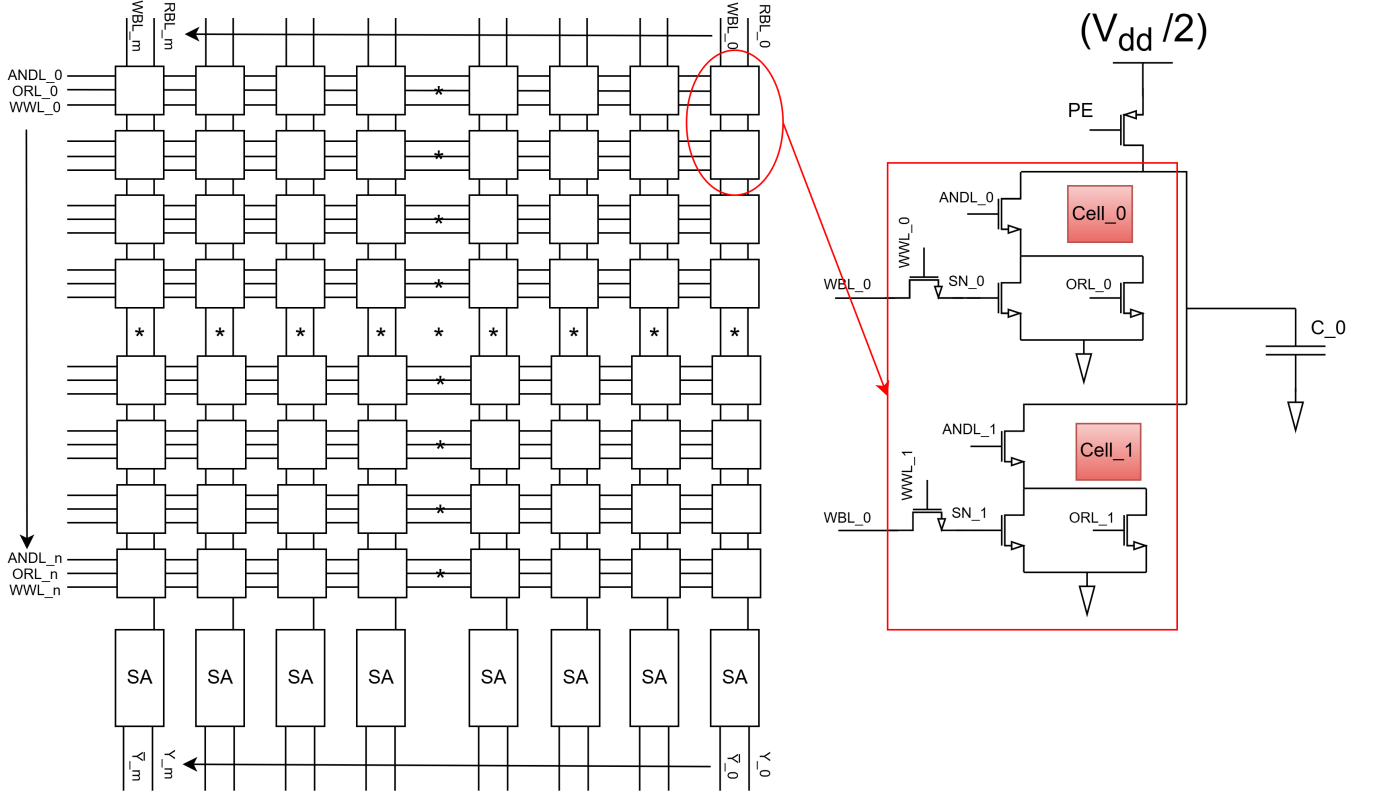 WBL_m
RBL_m
WBL_0
RBL_0
ANDL_0
ORL_0
WWL_0
*
*
*
*
* * * * * * * * *
*
*
*
*
ANDL_n
ORL_n
WWL_n
SA SA SA SA SA SA SA SA
Y̅_m
Y_m
Y̅_0
Y_0
(Vdd /2)
PE
ANDL_0
Cell_0
WWL_0
WBL_0
SN_0
ORL_0
C_0
ANDL_1
Cell_1
WWL_1
WBL_0
SN_1
ORL_1